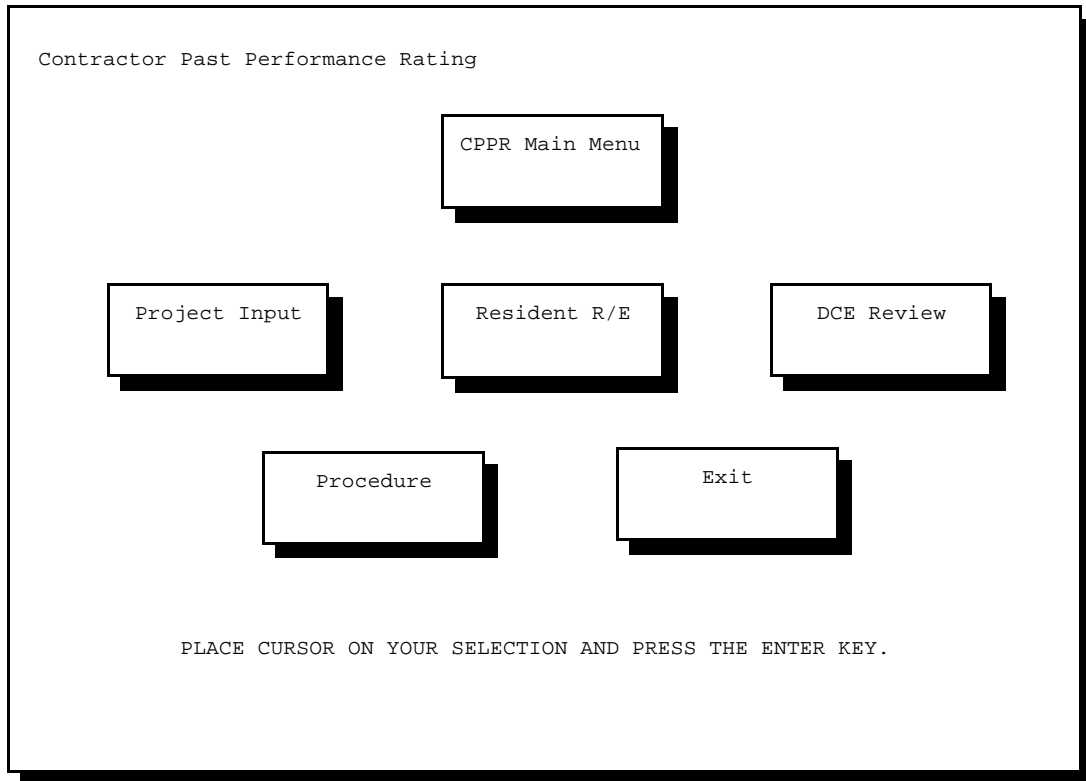 Contractor Past Performance Rating
CPPR Main Menu
Project Input
Resident R/E
DCE Review
Procedure
Exit
PLACE CURSOR ON YOUR SELECTION AND PRESS THE ENTER KEY.